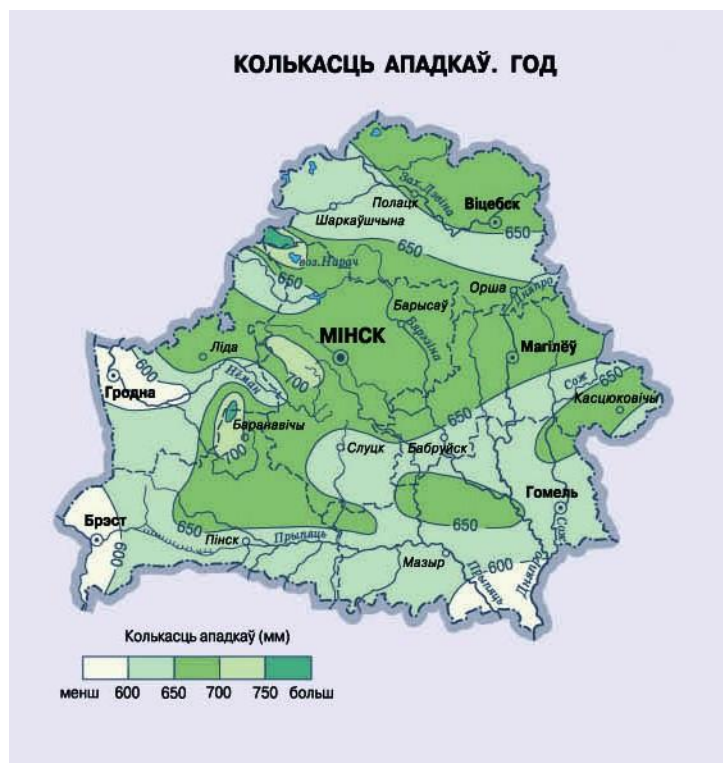 КОЛЬКАСЦЬ АПАДКАЎ. ГОД
Зах. Дзвіна
Полацк
Віцебск
Шаркаўшчына
650
650
воз. Нарач
650
Орша
Дняпро
Барысаў
Бярэзіна
МІНСК
Магілёў
Ліда
600
700
Гродна
Нёман
Сож
650
Касцюковічы
Баранавічы
700
650
Слуцк
Бабруйск
Гомель
Брэст
650
Пінск
Прыпяць
650
Сож
600
Мазыр
600
Прыпяць
Дняпро
Колькасць ападкаў (мм)
менш 600 650 700 750 больш